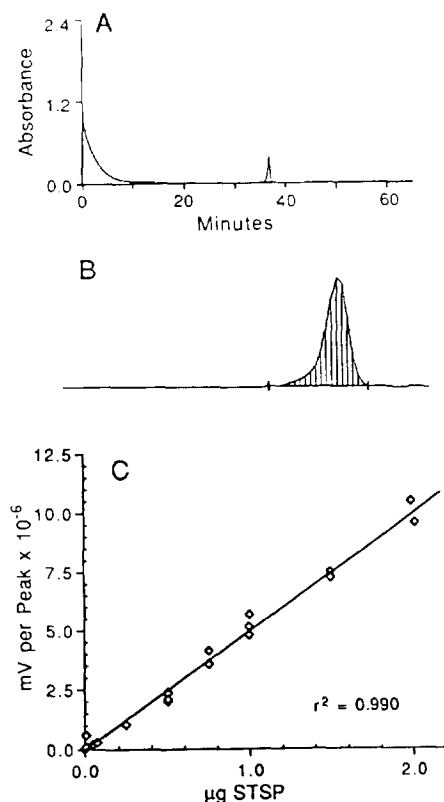 A
2.4
1.2
0.0
Absorbance
0 20 40 60
Minutes
B
C
12.5
10.0
7.5
5.0
2.5
0.0
mV per Peak x 10⁻⁶
r² = 0.990
0.0 1.0 2.0
µg STSP